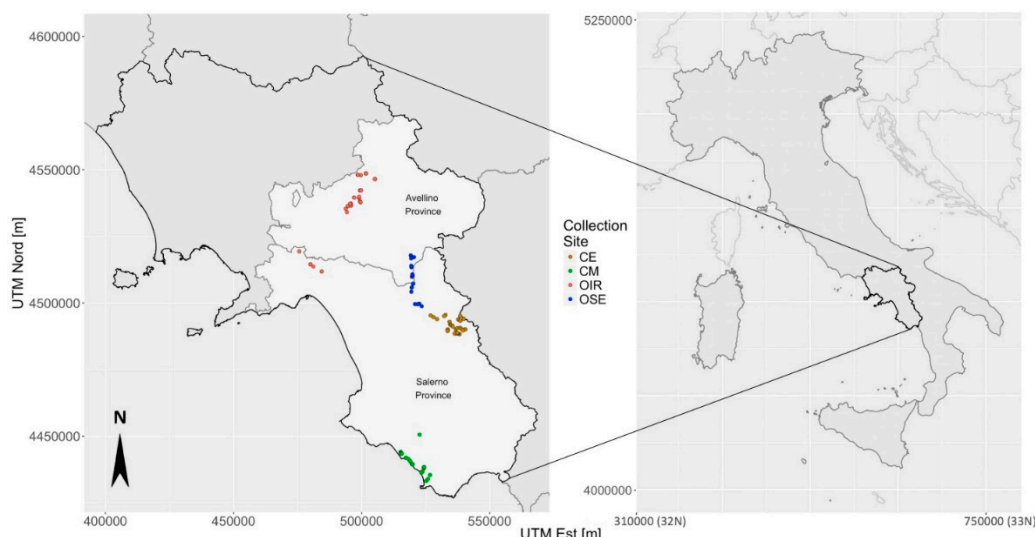 4600000
4550000
4500000
4450000
UTM Nord [m]
Avellino
Province
Salerno
Province
N
400000
450000
500000
550000
UTM Est [m]
Collection
Site
CE
CM
OIR
OSE
5250000
4000000
310000 (32N)
750000 (33N)